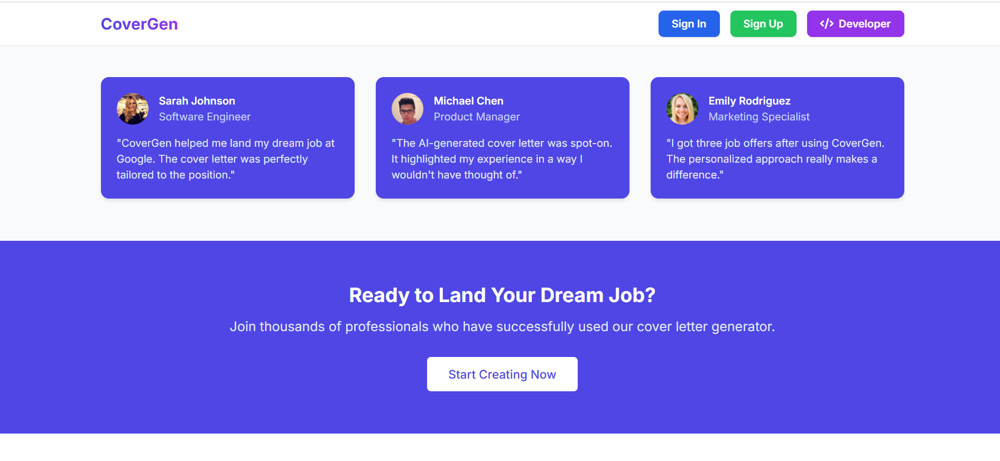 CoverGen
Sign In
Sign Up
</> Developer
Sarah Johnson
Software Engineer
"CoverGen helped me land my dream job at
Google. The cover letter was perfectly
tailored to the position."
Michael Chen
Product Manager
"The AI-generated cover letter was spot-on.
It highlighted my experience in a way I
wouldn't have thought of."
Emily Rodriguez
Marketing Specialist
"I got three job offers after using CoverGen.
The personalized approach really makes a
difference."
Ready to Land Your Dream Job?
Join thousands of professionals who have successfully used our cover letter generator.
Start Creating Now